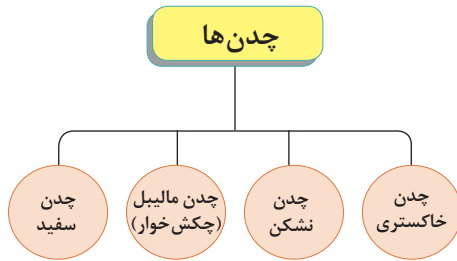 چدن‌ها
چدن
خاکستری
چدن
نشکن
چدن مالیبل
(چکش‌خوار)
چدن
سفید